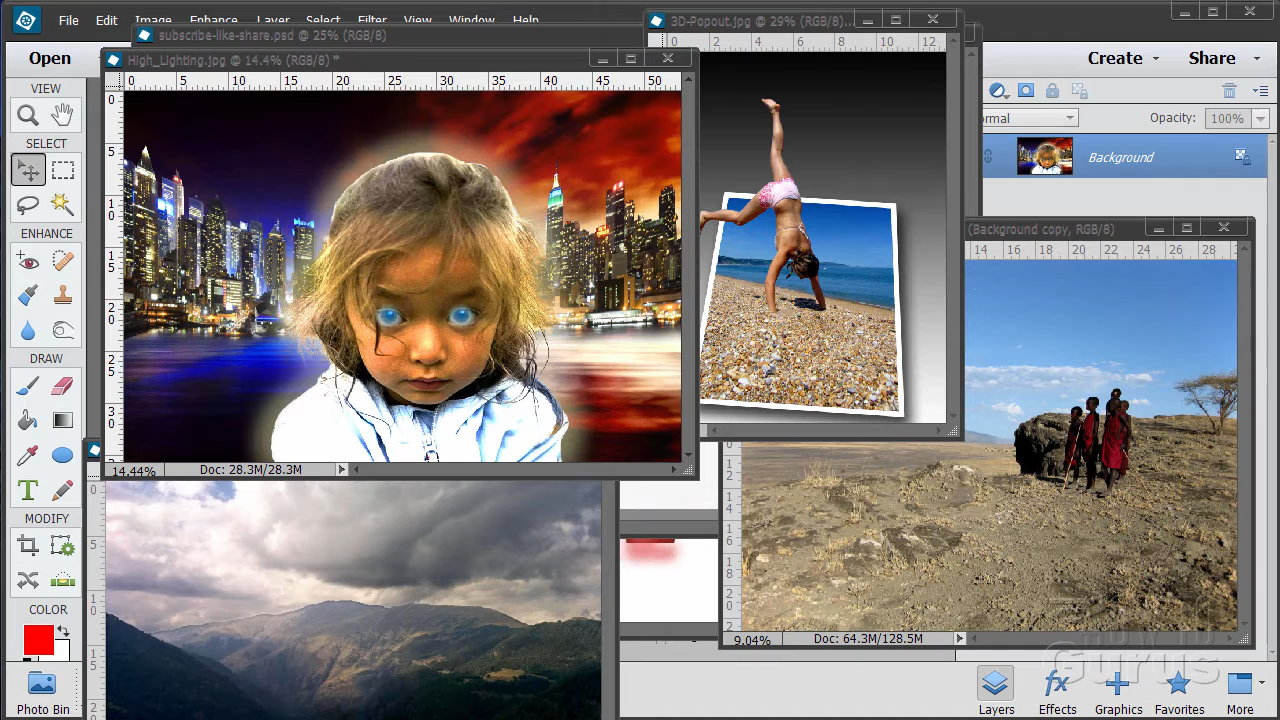 File Edit Image Enhance Layer Select Filter View Window Help
subscribe-like-share.psd @ 25% (RGB/8)
3D-Popout.jpg @ 29% (RGB/8)...
Open
High_Lighting.jpg @ 14.4% (RGB/8) *
Create
Share
0 2 4 6 8 10 12
VIEW
0 5 10 15 20 25 30 35 40 45 50
SELECT
rmal
Opacity: 100%
Background
ENHANCE
(Background copy, RGB/8)
14 16 18 20 22 24 26 28
DRAW
14.44% Doc: 28.3M/28.3M
T
MODIFY
COLOR
9.04% Doc: 64.3M/128.5M
Gurus
Photo Bin
fx
Layers Effects Graphics Favorites More